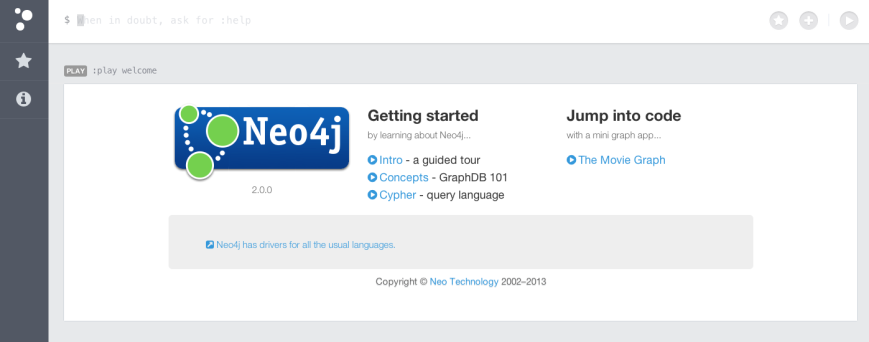 $ when in doubt, ask for :help
PLAY :play welcome
Neo4j
2.0.0
Getting started
by learning about Neo4j...
Intro - a guided tour
Concepts - GraphDB 101
Cypher - query language
Jump into code
with a mini graph app...
The Movie Graph
Neo4j has drivers for all the usual languages.
Copyright © Neo Technology 2002–2013